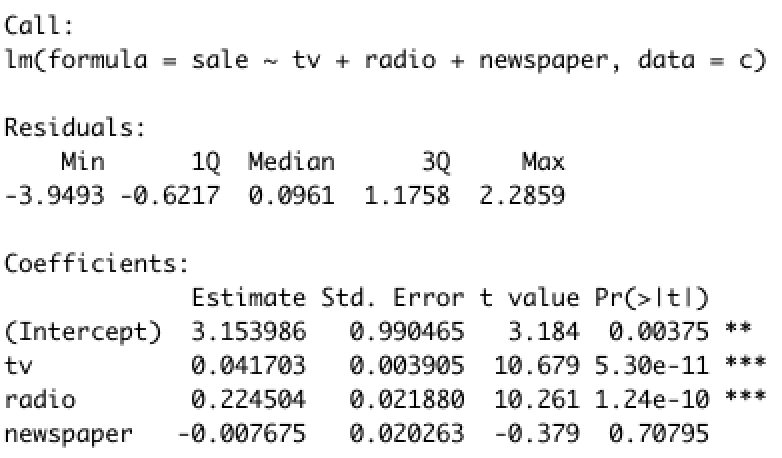 Call:
lm(formula = sale ~ tv + radio + newspaper, data = c)
Residuals:
Min 1Q Median 3Q Max
-3.9493 -0.6217 0.0961 1.1758 2.2859
Coefficients:
Estimate Std. Error t value Pr(>|t|)
(Intercept) 3.153986 0.990465 3.184 0.00375 **
tv 0.041703 0.003905 10.679 5.30e-11 ***
radio 0.224504 0.021880 10.261 1.24e-10 ***
newspaper -0.007675 0.020263 -0.379 0.70795